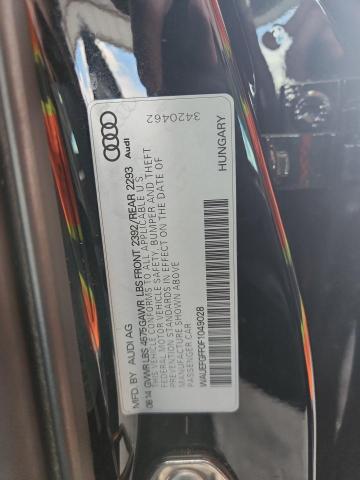 3420462
Audi
HUNGARY
MFD. BY AUDI AG
08.14 GVWR LBS 4575 GAWR LBS FRONT 2392/REAR 2293
THIS VEHICLE CONFORMS TO ALL APPLICABLE U.S.
FEDERAL MOTOR VEHICLE SAFETY, BUMPER AND THEFT
PREVENTION STANDARDS IN EFFECT ON THE DATE OF
MANUFACTURE SHOWN ABOVE
PASSENGER CAR
WAUEFGFF0F1049028